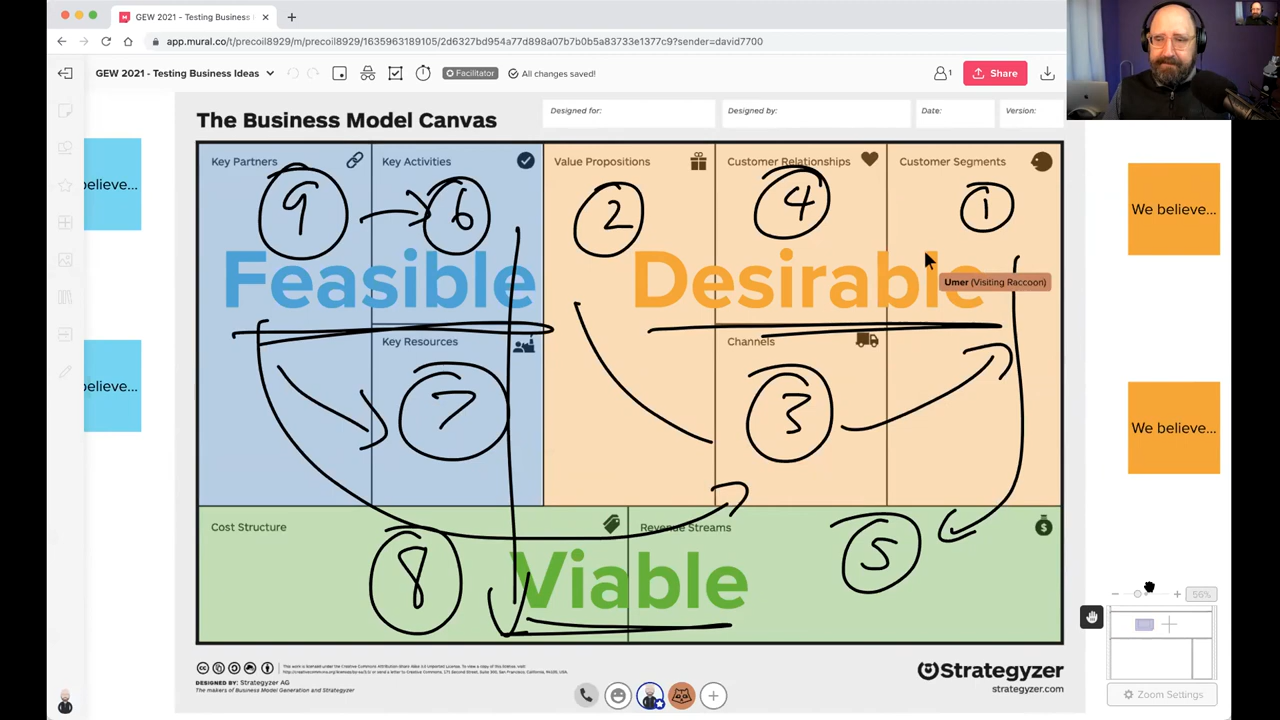 GEW 2021 - Testing Business I
app.mural.co/t/precoil8929/m/precoil8929/1635963189105/2d6327bd954a77d898a07b7b0b5a83733e1377c9?sender=david7700
GEW 2021 - Testing Business Ideas
Facilitator
All changes saved!
1
Share
The Business Model Canvas
Designed for:
Designed by:
Date:
Version:
Key Partners
Key Activities
Value Propositions
Customer Relationships
Customer Segments
9
6
2
4
1
elieve...
We believe...
Feasible
Desirable
Umer (Visiting Raccoon)
Key Resources
Channels
7
3
elieve...
We believe...
Cost Structure
Revenue Streams
8
5
Viable
56%
DESIGNED BY: Strategyzer AG
The makers of Business Model Generation and Strategyzer
Strategyzer
strategyzer.com
Zoom Settings